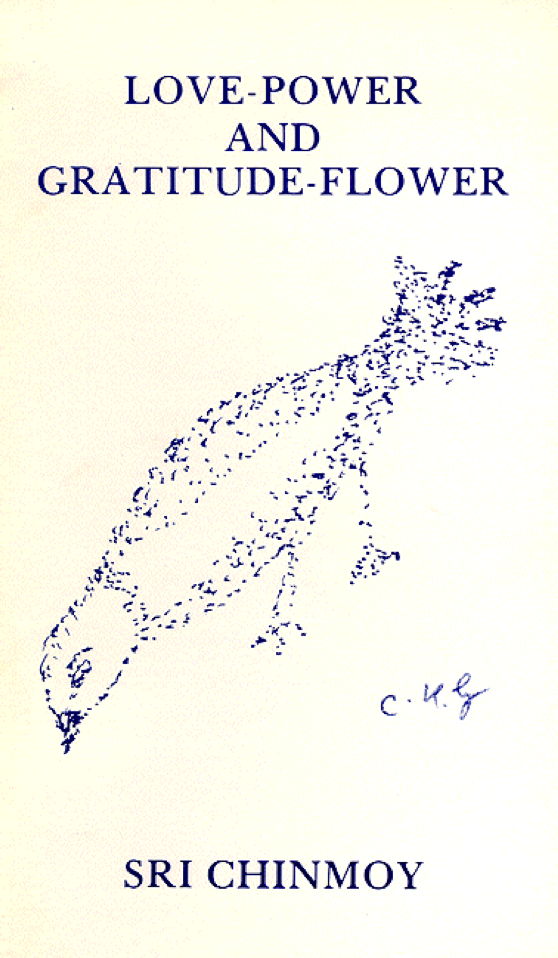 LOVE-POWER
AND
GRATITUDE-FLOWER
C. K. G
SRI CHINMOY